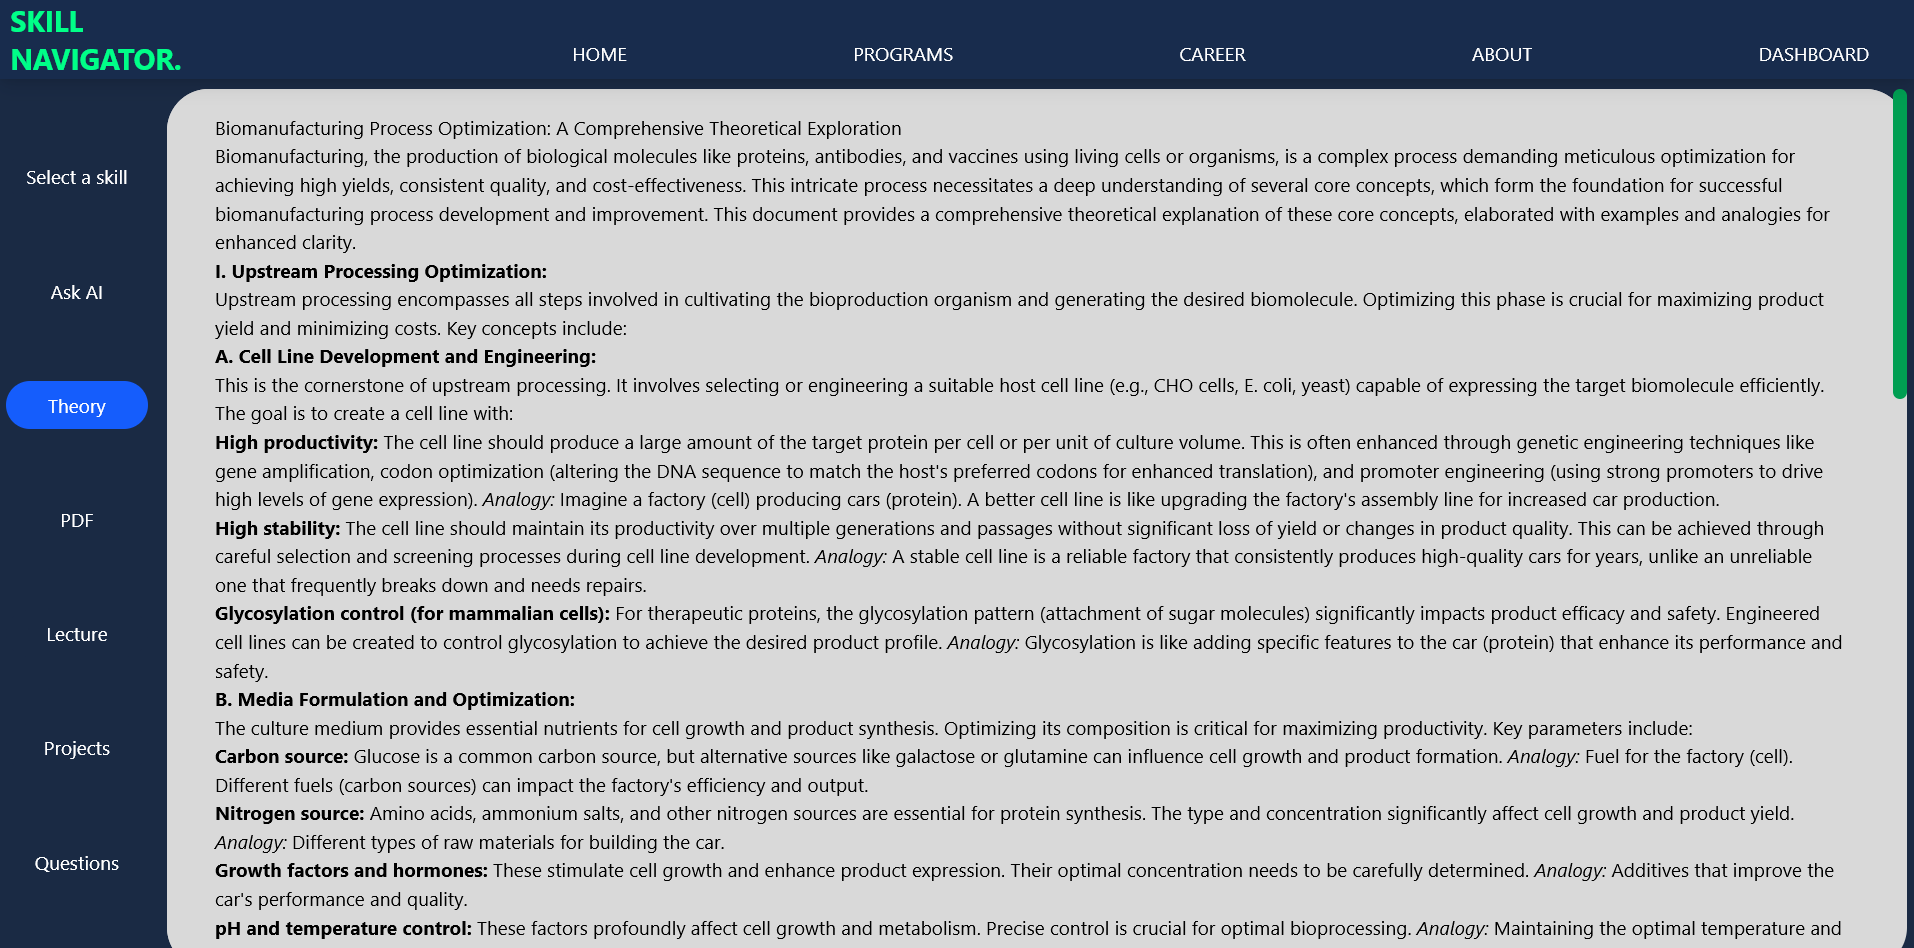 SKILL
NAVIGATOR.
HOME
PROGRAMS
CAREER
ABOUT
DASHBOARD
Select a skill
Ask AI
Theory
PDF
Lecture
Projects
Questions
Biomanufacturing Process Optimization: A Comprehensive Theoretical Exploration
Biomanufacturing, the production of biological molecules like proteins, antibodies, and vaccines using living cells or organisms, is a complex process demanding meticulous optimization for
achieving high yields, consistent quality, and cost-effectiveness. This intricate process necessitates a deep understanding of several core concepts, which form the foundation for successful
biomanufacturing process development and improvement. This document provides a comprehensive theoretical explanation of these core concepts, elaborated with examples and analogies for
enhanced clarity.
I. Upstream Processing Optimization:
Upstream processing encompasses all steps involved in cultivating the bioproduction organism and generating the desired biomolecule. Optimizing this phase is crucial for maximizing product
yield and minimizing costs. Key concepts include:
A. Cell Line Development and Engineering:
This is the cornerstone of upstream processing. It involves selecting or engineering a suitable host cell line (e.g., CHO cells, E. coli, yeast) capable of expressing the target biomolecule efficiently.
The goal is to create a cell line with:
High productivity: The cell line should produce a large amount of the target protein per cell or per unit of culture volume. This is often enhanced through genetic engineering techniques like
gene amplification, codon optimization (altering the DNA sequence to match the host's preferred codons for enhanced translation), and promoter engineering (using strong promoters to drive
high levels of gene expression). Analogy: Imagine a factory (cell) producing cars (protein). A better cell line is like upgrading the factory's assembly line for increased car production.
High stability: The cell line should maintain its productivity over multiple generations and passages without significant loss of yield or changes in product quality. This can be achieved through
careful selection and screening processes during cell line development. Analogy: A stable cell line is a reliable factory that consistently produces high-quality cars for years, unlike an unreliable
one that frequently breaks down and needs repairs.
Glycosylation control (for mammalian cells): For therapeutic proteins, the glycosylation pattern (attachment of sugar molecules) significantly impacts product efficacy and safety. Engineered
cell lines can be created to control glycosylation to achieve the desired product profile. Analogy: Glycosylation is like adding specific features to the car (protein) that enhance its performance and
safety.
B. Media Formulation and Optimization:
The culture medium provides essential nutrients for cell growth and product synthesis. Optimizing its composition is critical for maximizing productivity. Key parameters include:
Carbon source: Glucose is a common carbon source, but alternative sources like galactose or glutamine can influence cell growth and product formation. Analogy: Fuel for the factory (cell).
Different fuels (carbon sources) can impact the factory's efficiency and output.
Nitrogen source: Amino acids, ammonium salts, and other nitrogen sources are essential for protein synthesis. The type and concentration significantly affect cell growth and product yield.
Analogy: Different types of raw materials for building the car.
Growth factors and hormones: These stimulate cell growth and enhance product expression. Their optimal concentration needs to be carefully determined. Analogy: Additives that improve the
car's performance and quality.
pH and temperature control: These factors profoundly affect cell growth and metabolism. Precise control is crucial for optimal bioprocessing. Analogy: Maintaining the optimal temperature and